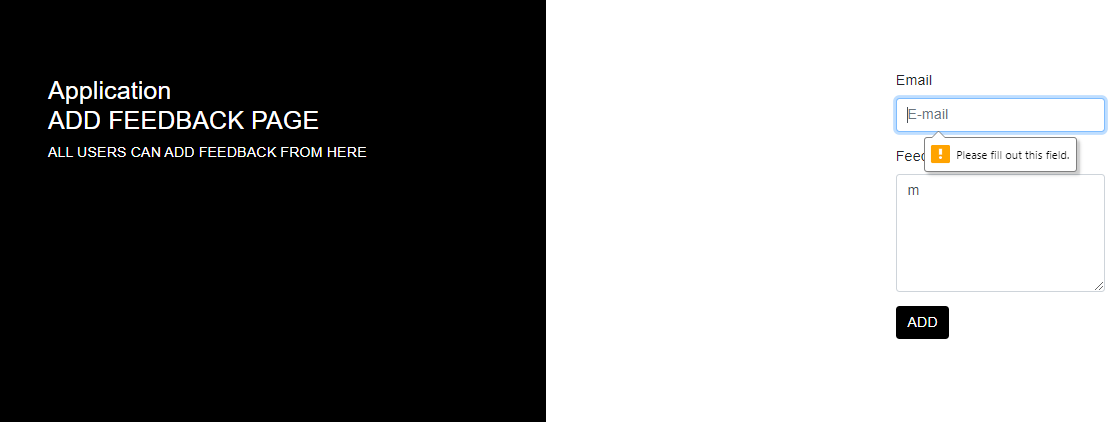 Application
ADD FEEDBACK PAGE
ALL USERS CAN ADD FEEDBACK FROM HERE
Email
E-mail
Please fill out this field.
m
ADD